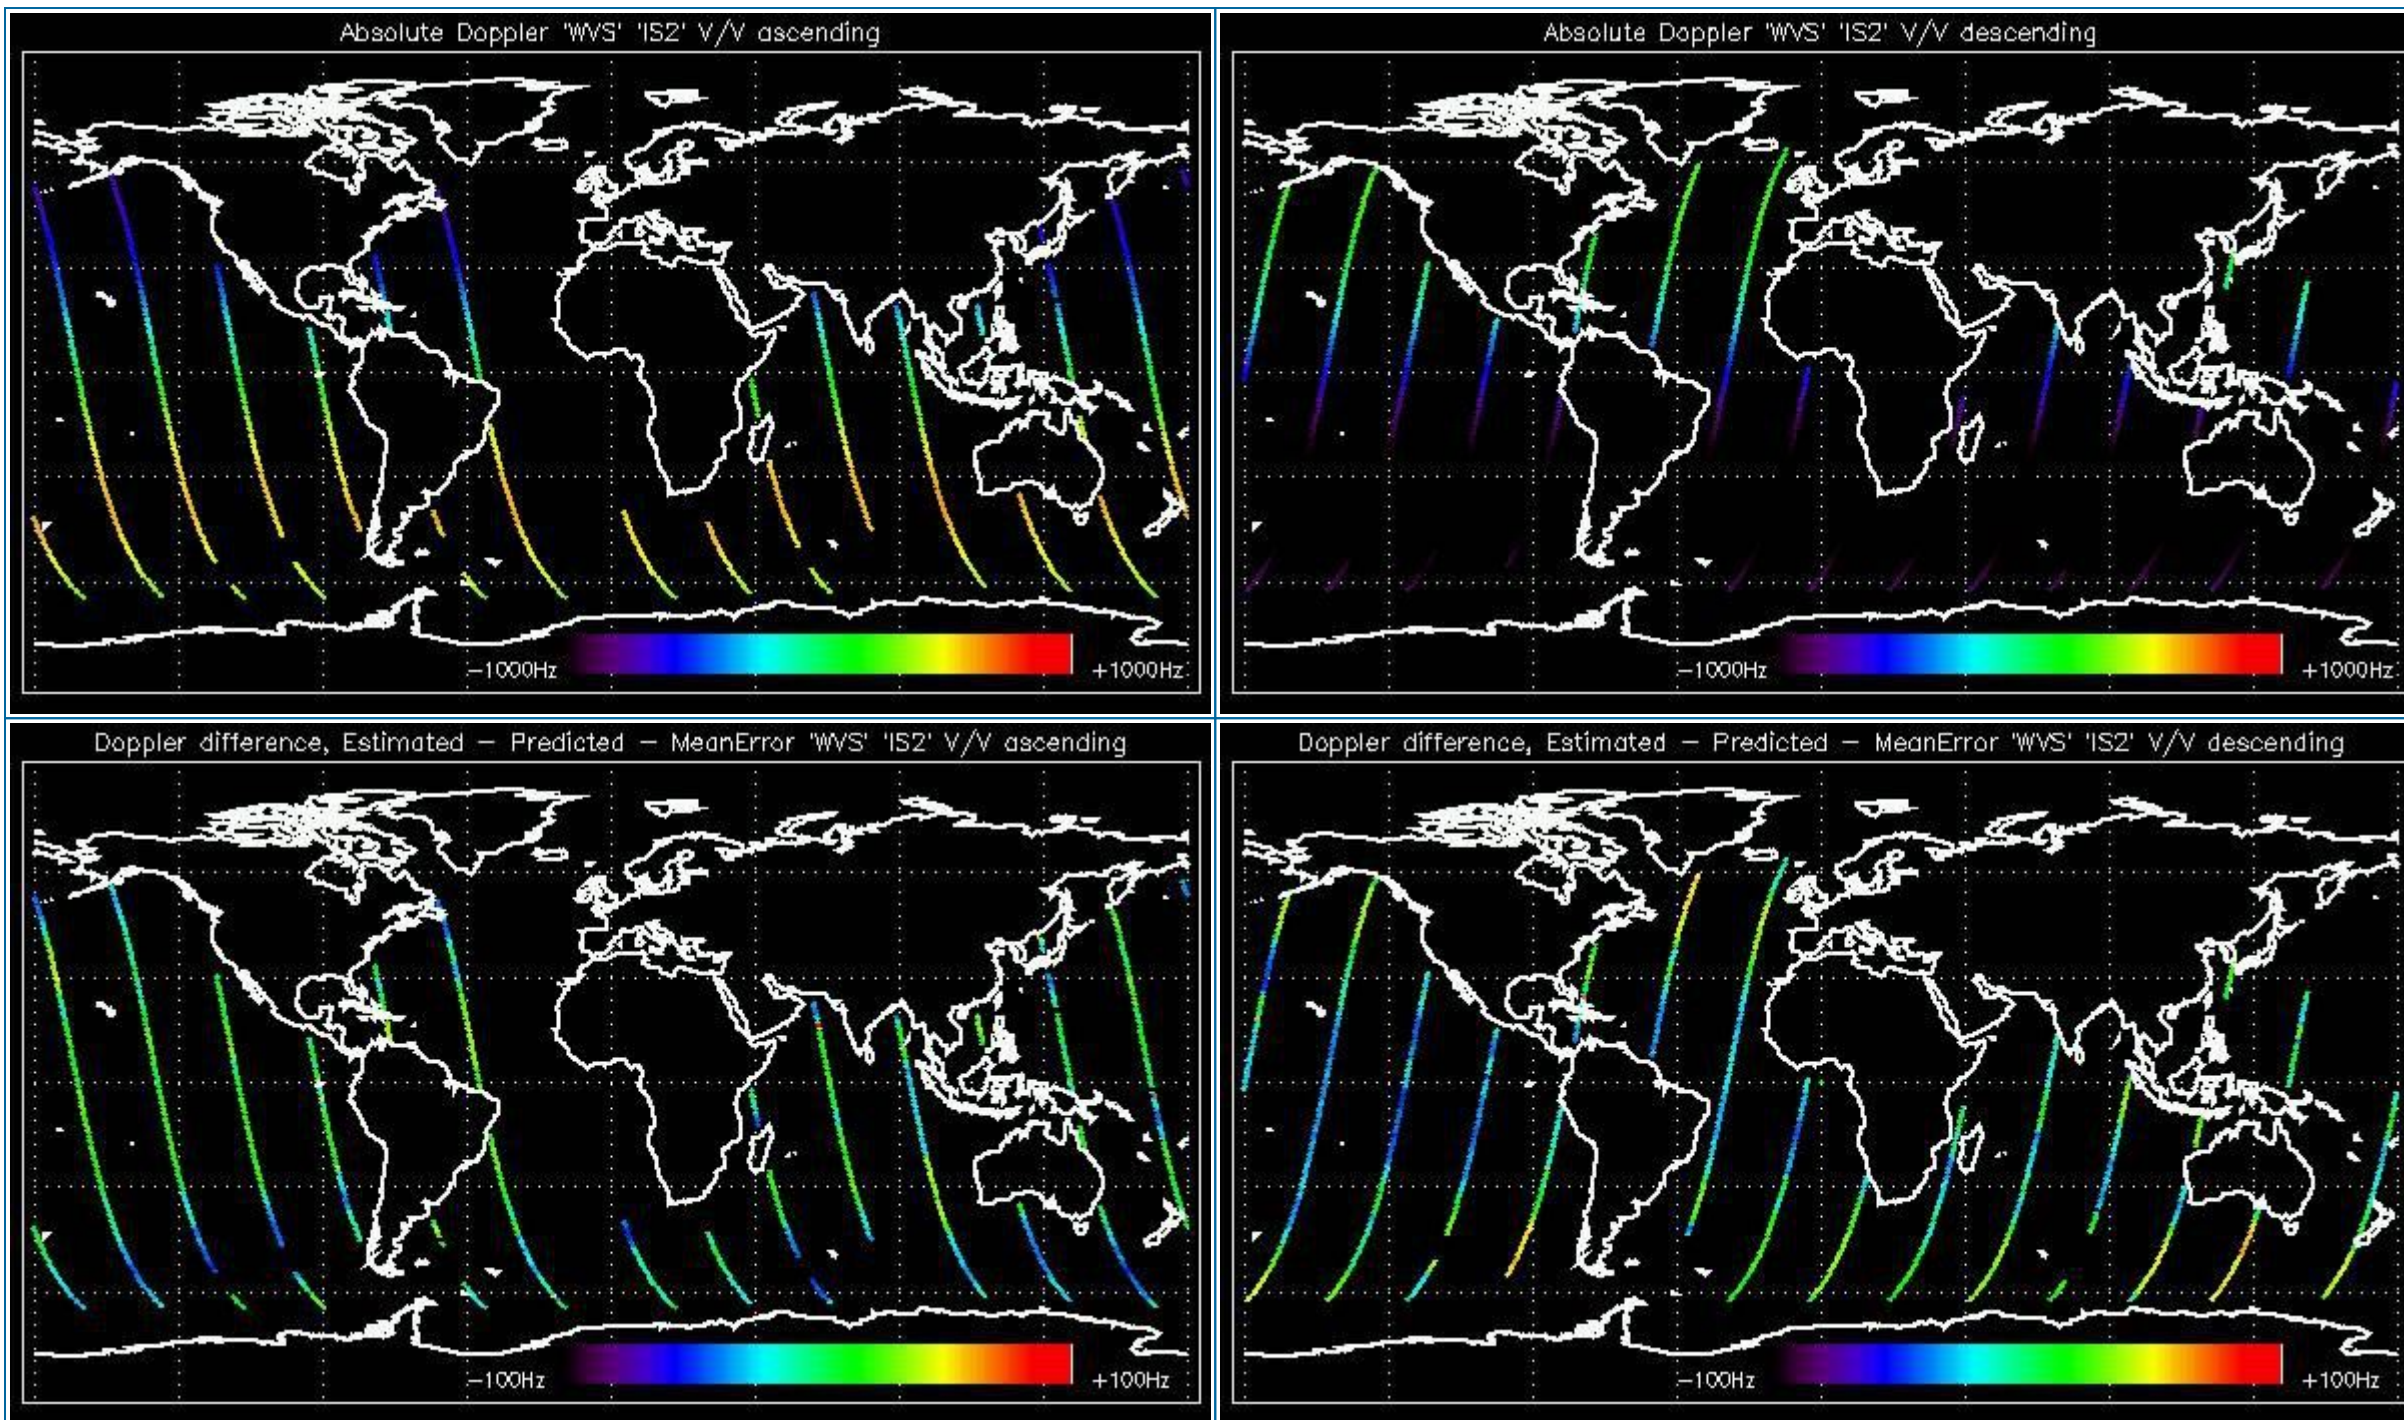 Absolute Doppler 'WVS' 'IS2' V/V ascending
-1000Hz
+1000Hz
Absolute Doppler 'WVS' 'IS2' V/V descending
-1000Hz
+1000Hz
Doppler difference, Estimated - Predicted - MeanError 'WVS' 'IS2' V/V ascending
-100Hz
+100Hz
Doppler difference, Estimated - Predicted - MeanError 'WVS' 'IS2' V/V descending
-100Hz
+100Hz